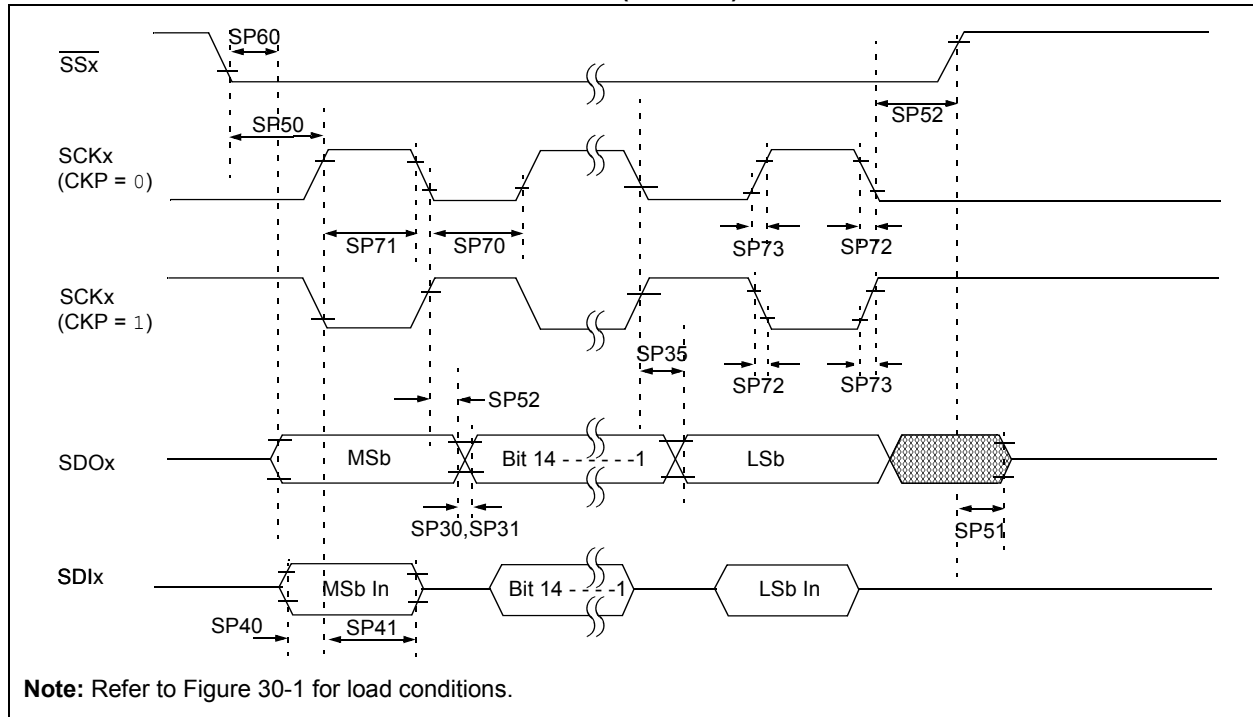 SP60
SSx
SP52
SP50
SCKx
(CKP = 0)
SP71
SP70
SP73
SP72
SCKx
(CKP = 1)
SP35
SP72
SP73
SP52
SDOx
MSb
Bit 14 - - - - - -1
LSb
SP30,SP31
SP51
SDIx
MSb In
Bit 14 - - - -1
LSb In
SP40
SP41
Note: Refer to Figure 30-1 for load conditions.